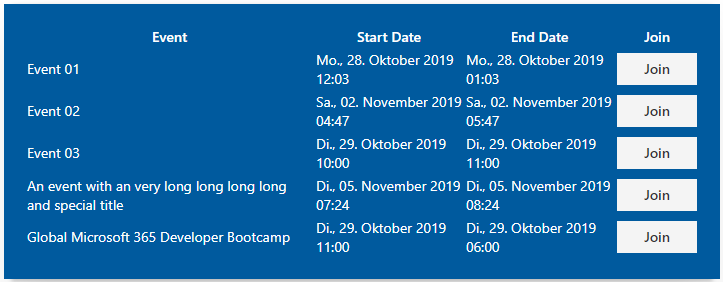 Event Start Date End Date Join
Event 01 Mo., 28. Oktober 2019 Mo., 28. Oktober 2019 Join
12:03 01:03
Event 02 Sa., 02. November 2019 Sa., 02. November 2019 Join
04:47 05:47
Event 03 Di., 29. Oktober 2019 Di., 29. Oktober 2019 Join
10:00 11:00
An event with an very long long long long Di., 05. November 2019 Di., 05. November 2019 Join
and special title 07:24 08:24
Global Microsoft 365 Developer Bootcamp Di., 29. Oktober 2019 Di., 29. Oktober 2019 Join
11:00 06:00